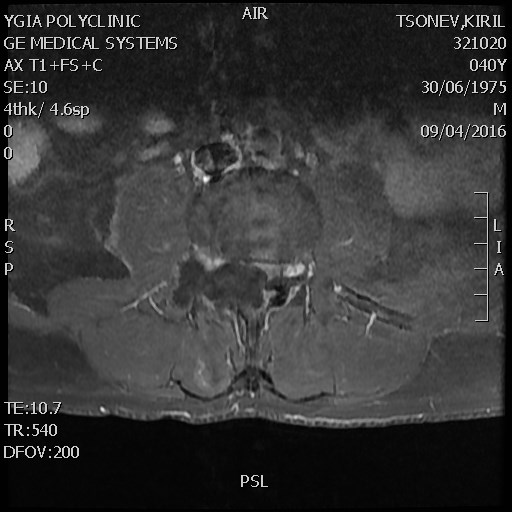 YGIA POLYCLINIC
GE MEDICAL SYSTEMS
AX T1+FS+C
SE:10
4thk/ 4.6sp
0
0
AIR
TSONEV,KIRIL
321020
040Y
30/06/1975
M
09/04/2016
R
S
P
L
I
A
TE:10.7
TR:540
DFOV:200
PSL